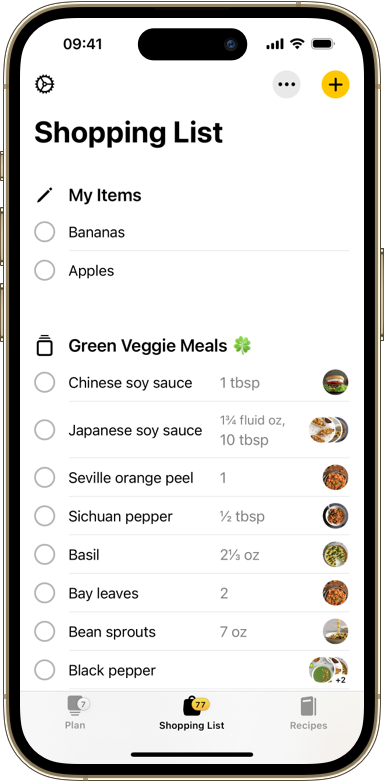 09:41
Shopping List
My Items
Bananas
Apples
Green Veggie Meals 🍀
Chinese soy sauce 1 tbsp
Japanese soy sauce 1¾ fluid oz,
10 tbsp
Seville orange peel 1
Sichuan pepper ½ tbsp
Basil 2⅓ oz
Bay leaves 2
Bean sprouts 7 oz
Black pepper +2
7 77
Plan Shopping List Recipes